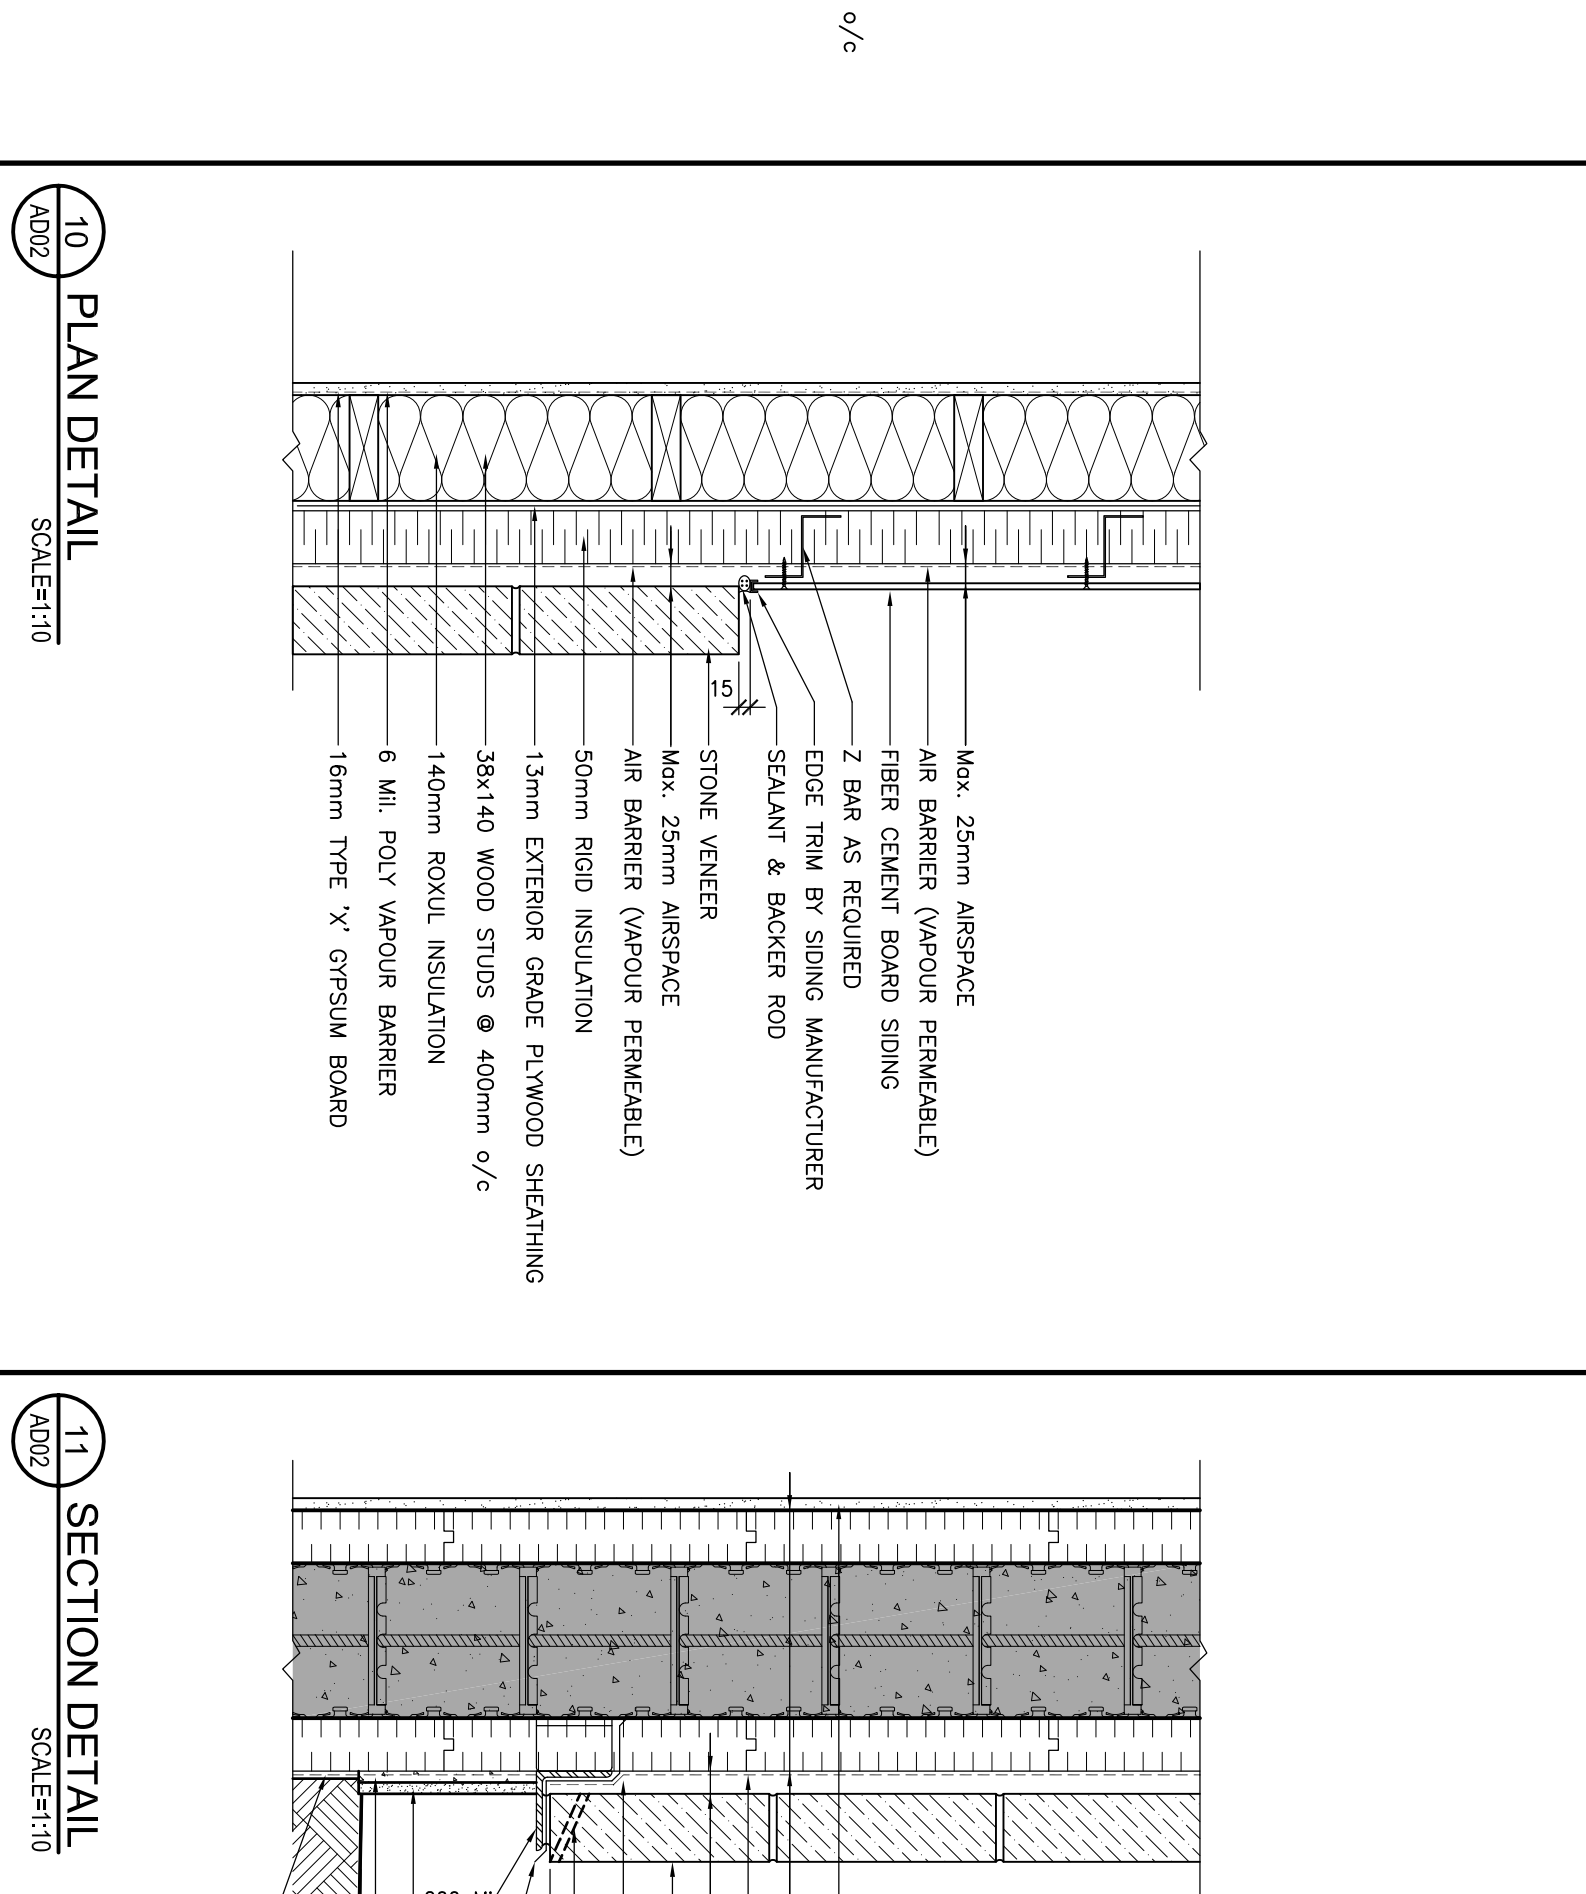 o/c
Max. 25mm AIRSPACE
AIR BARRIER (VAPOUR PERMEABLE)
FIBER CEMENT BOARD SIDING
Z BAR AS REQUIRED
EDGE TRIM BY SIDING MANUFACTURER
SEALANT & BACKER ROD
15
STONE VENEER
Max. 25mm AIRSPACE
AIR BARRIER (VAPOUR PERMEABLE)
50mm RIGID INSULATION
13mm EXTERIOR GRADE PLYWOOD SHEATHING
38x140 WOOD STUDS @ 400mm o/c
140mm ROXUL INSULATION
6 Mil. POLY VAPOUR BARRIER
16mm TYPE 'X' GYPSUM BOARD
10
AD02
PLAN DETAIL
SCALE=1:10
11
AD02
SECTION DETAIL
SCALE=1:10